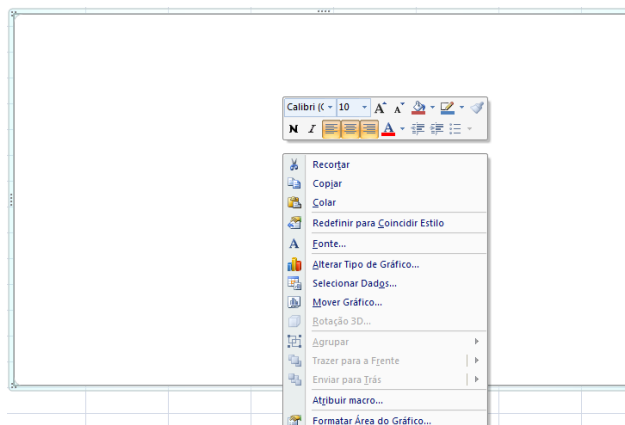 Calibri (C 10 A A
N I A
Recortar
Copiar
Colar
Redefinir para Coincidir Estilo
A Fonte...
Alterar Tipo de Gráfico...
Selecionar Dados...
Mover Gráfico...
Rotação 3D...
Agrupar
Trazer para a Frente
Enviar para Trás
Atribuir macro...
Formatar Área do Gráfico...